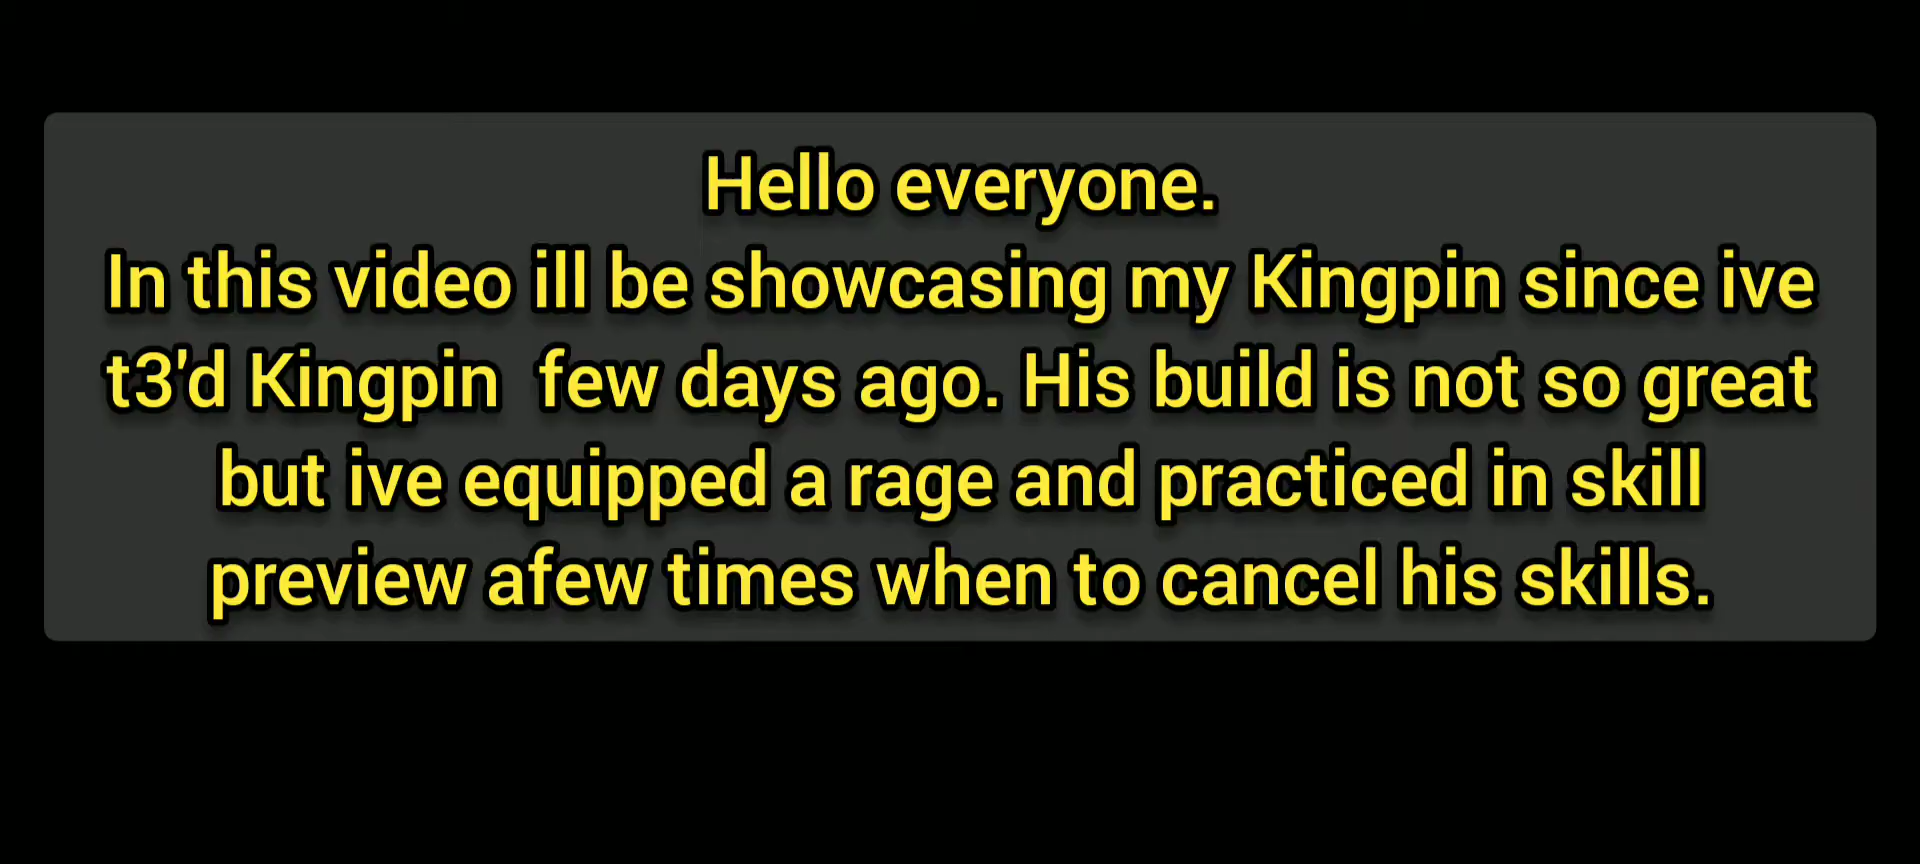 Hello everyone.
In this video ill be showcasing my Kingpin since ive
t3'd Kingpin  few days ago. His build is not so great
but ive equipped a rage and practiced in skill
preview afew times when to cancel his skills.